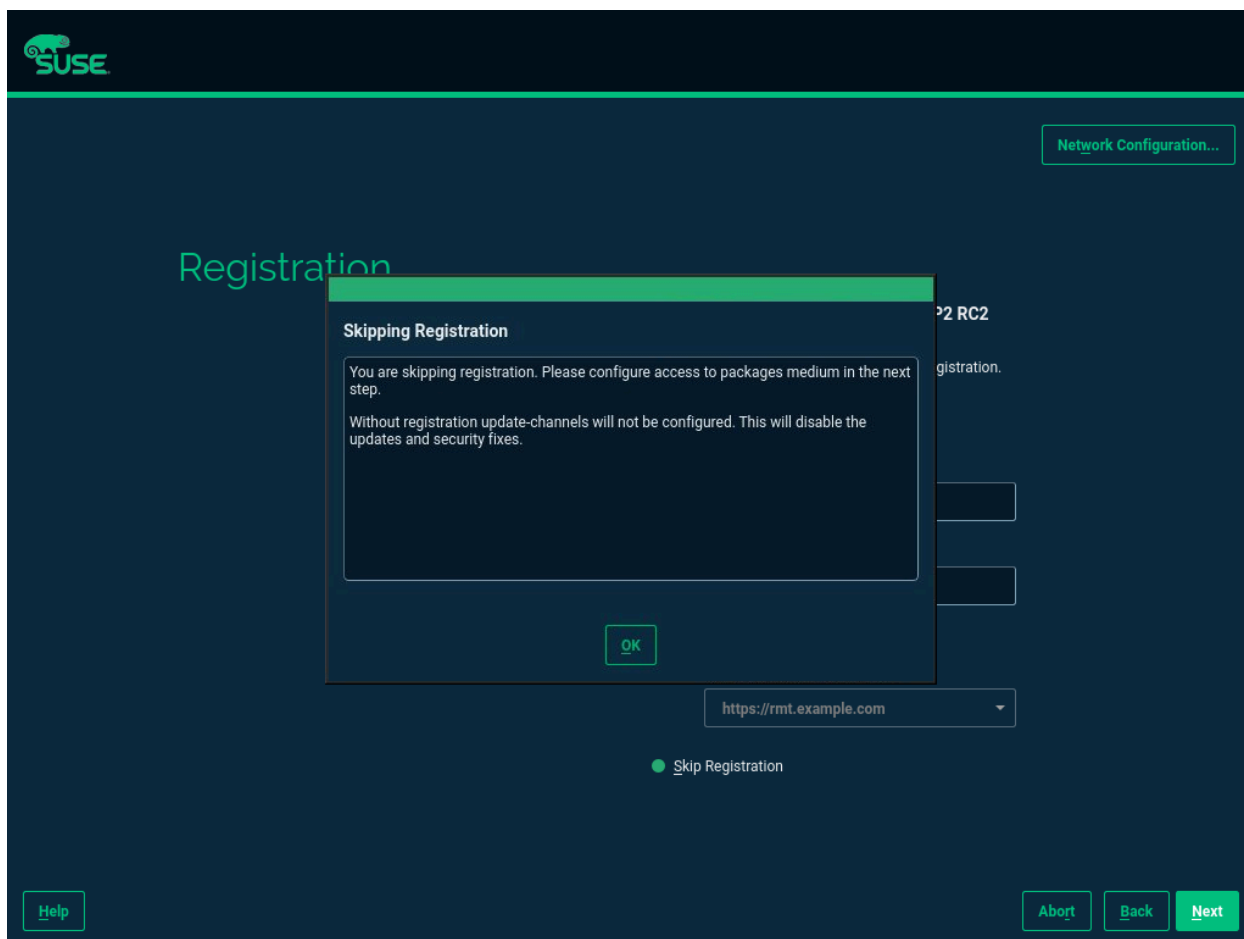 SUSE
Network Configuration...
Registration
P2 RC2
Skipping Registration
You are skipping registration. Please configure access to packages medium in the next
step.
gistration.
Without registration update-channels will not be configured. This will disable the
updates and security fixes.
OK
https://rmt.example.com
Skip Registration
Help
Abort
Back
Next